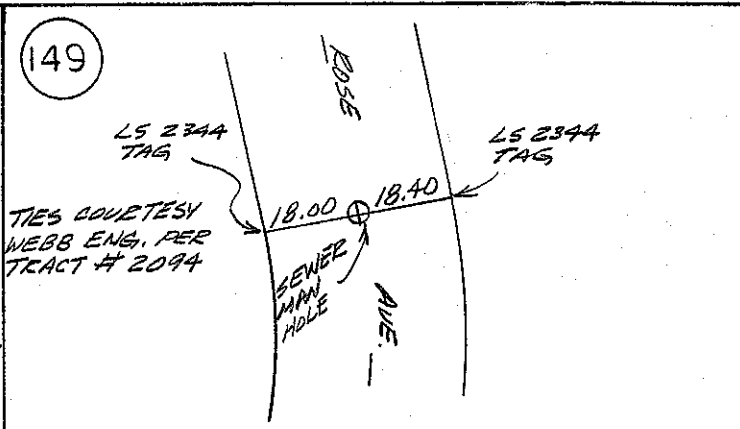 149
ROSE
LS 2344
TAG
LS 2344
TAG
18.00
18.40
TIES COURTESY
WEBB ENG. PER
TRACT # 2094
SEWER
MAN
HOLE
AVE.